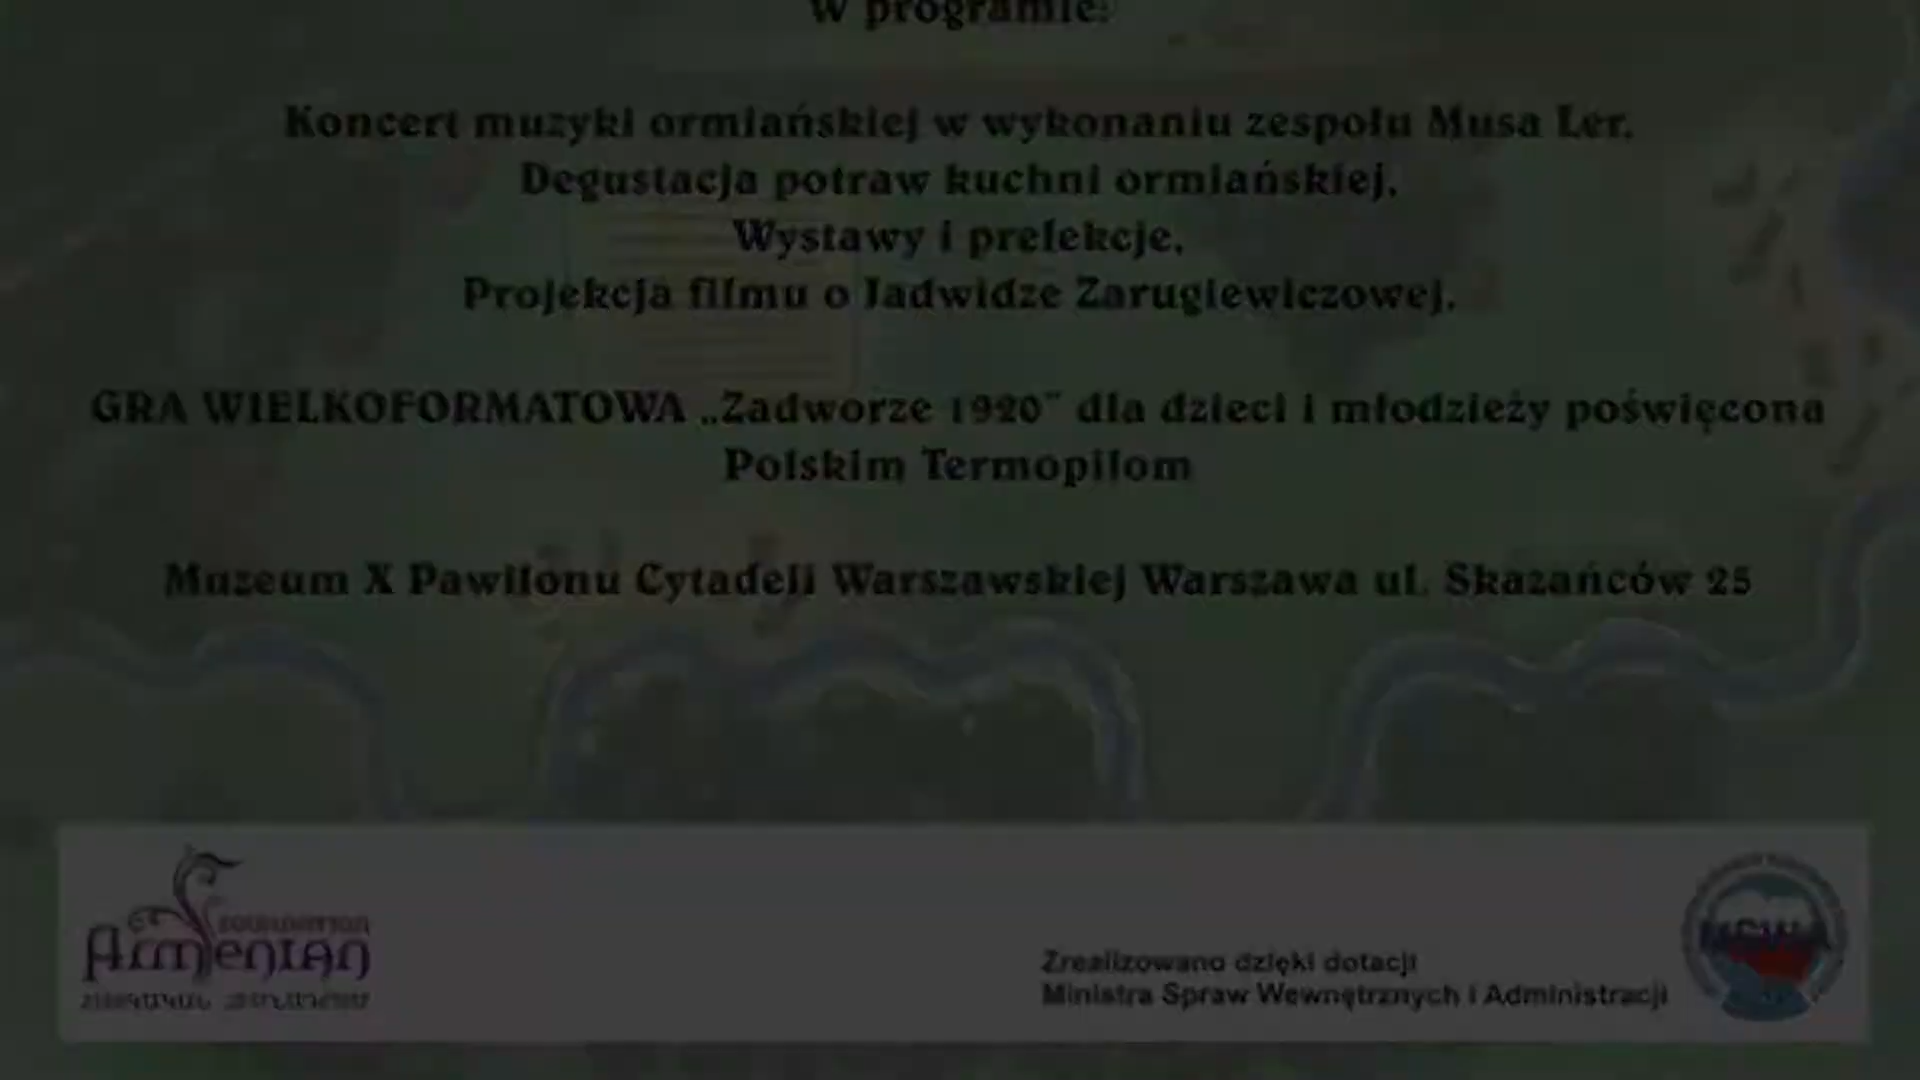 W programie:
Koncert muzyki ormiańskiej w wykonaniu zespołu Musa Ler.
Degustacja potraw kuchni ormiańskiej.
Wystawy i prelekcje.
Projekcja filmu o Jadwidze Zarugiewiczowej.
GRA WIELKOFORMATOWA „Zadwórze 1920” dla dzieci i młodzieży poświęcona
Polskim Termopilom
Muzeum X Pawilonu Cytadeli Warszawskiej Warszawa ul. Skazańców 25
FOUNDATION
ARMENIAN
Zrealizowano dzięki dotacji
Ministra Spraw Wewnętrznych i Administracji
MSWiA